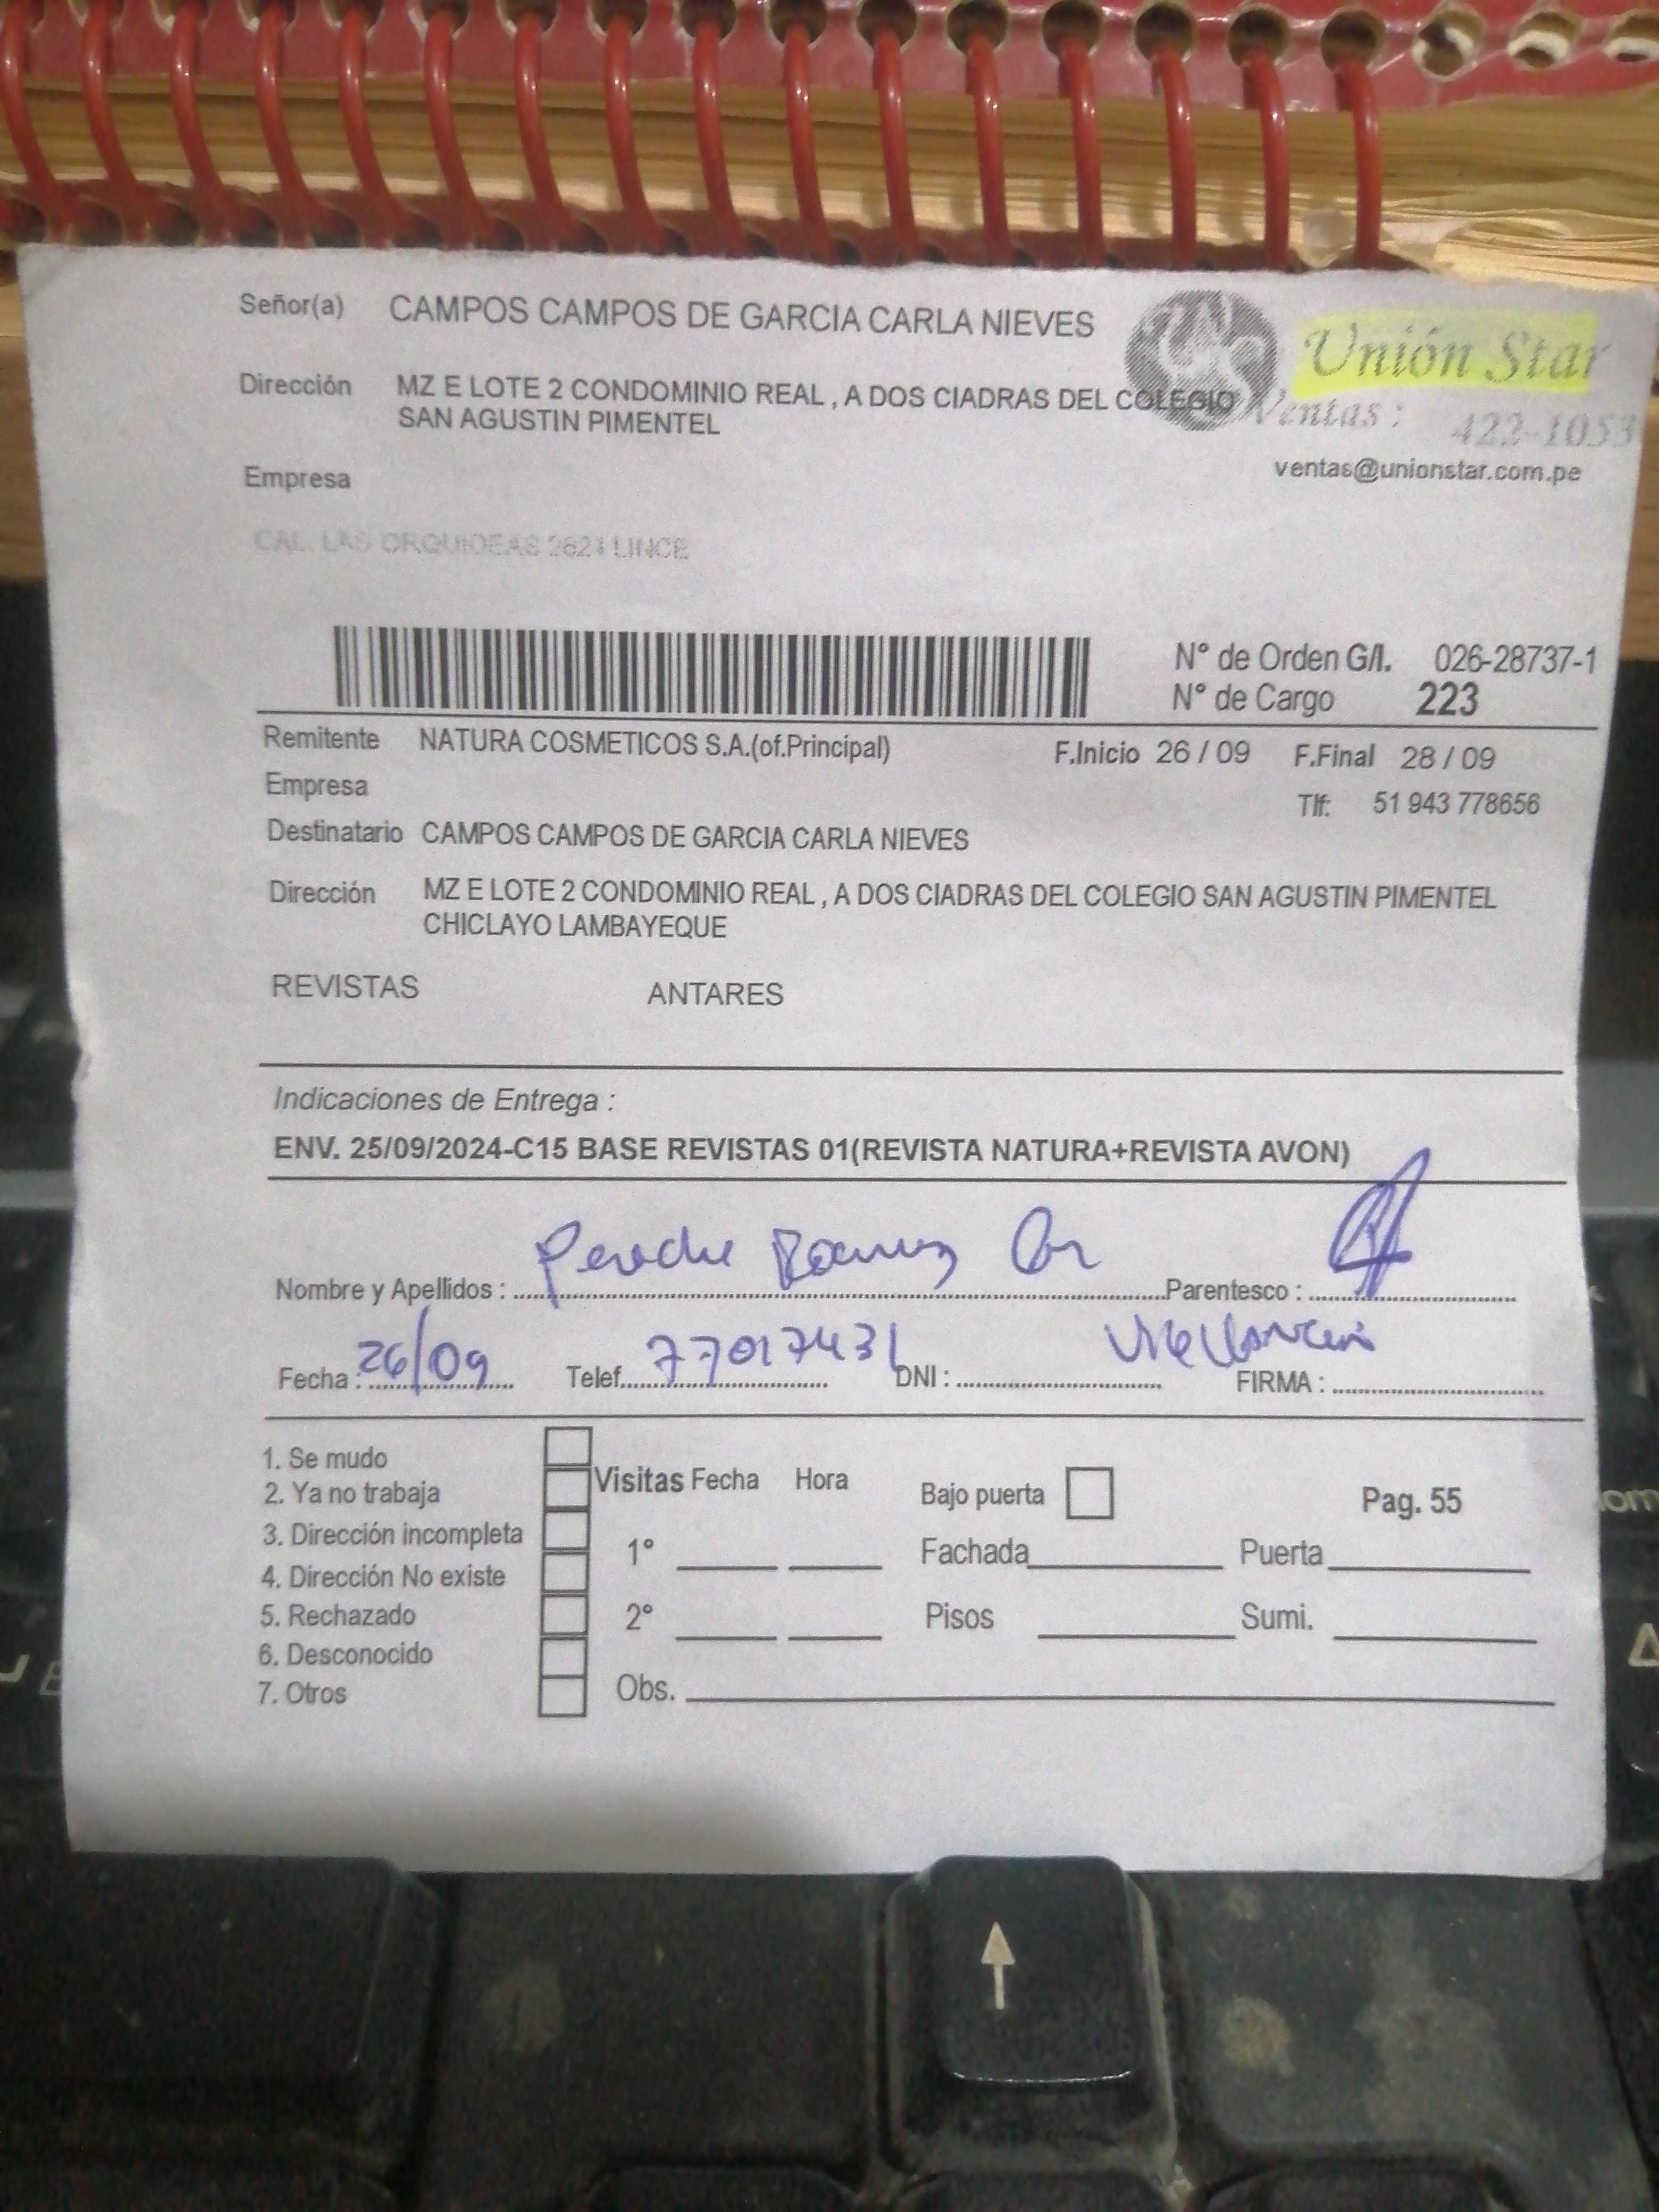 Señor(a) CAMPOS CAMPOS DE GARCIA CARLA NIEVES
Unión Star
Dirección MZ E LOTE 2 CONDOMINIO REAL , A DOS CIADRAS DEL COLEGIO
SAN AGUSTIN PIMENTEL
Ventas : 422-1053
ventas@unionstar.com.pe
Empresa
CAL. LAS ORQUIDEAS 2621 LINCE
N° de Orden G/I. 026-28737-1
N° de Cargo 223
Remitente NATURA COSMETICOS S.A.(of.Principal) F.Inicio 26 / 09 F.Final 28 / 09
Empresa
Tlf: 51 943 778656
Destinatario CAMPOS CAMPOS DE GARCIA CARLA NIEVES
Dirección MZ E LOTE 2 CONDOMINIO REAL , A DOS CIADRAS DEL COLEGIO SAN AGUSTIN PIMENTEL
CHICLAYO LAMBAYEQUE
REVISTAS ANTARES
Indicaciones de Entrega :
ENV. 25/09/2024-C15 BASE REVISTAS 01(REVISTA NATURA+REVISTA AVON)
Nombre y Apellidos : Parentesco :
Fecha : 26/09 Telef. 77017431 DNI : Vigilancia FIRMA :
1. Se mudo
2. Ya no trabaja
3. Dirección incompleta
4. Dirección No existe
5. Rechazado
6. Desconocido
7. Otros
Visitas Fecha Hora
1°
2°
Obs.
Bajo puerta
Pag. 55
Fachada Puerta
Pisos Sumi.